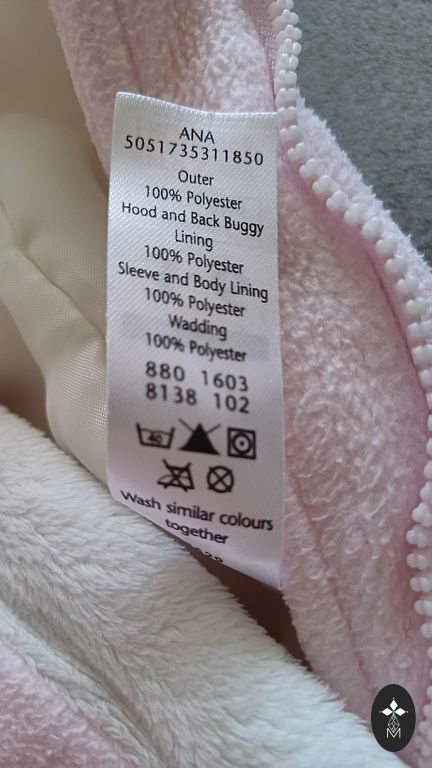 ANA
5051735311850
Outer
100% Polyester
Hood and Back Buggy
Lining
100% Polyester
Sleeve and Body Lining
100% Polyester
Wadding
100% Polyester
880 1603
8138 102
40
Wash similar colours
together
M